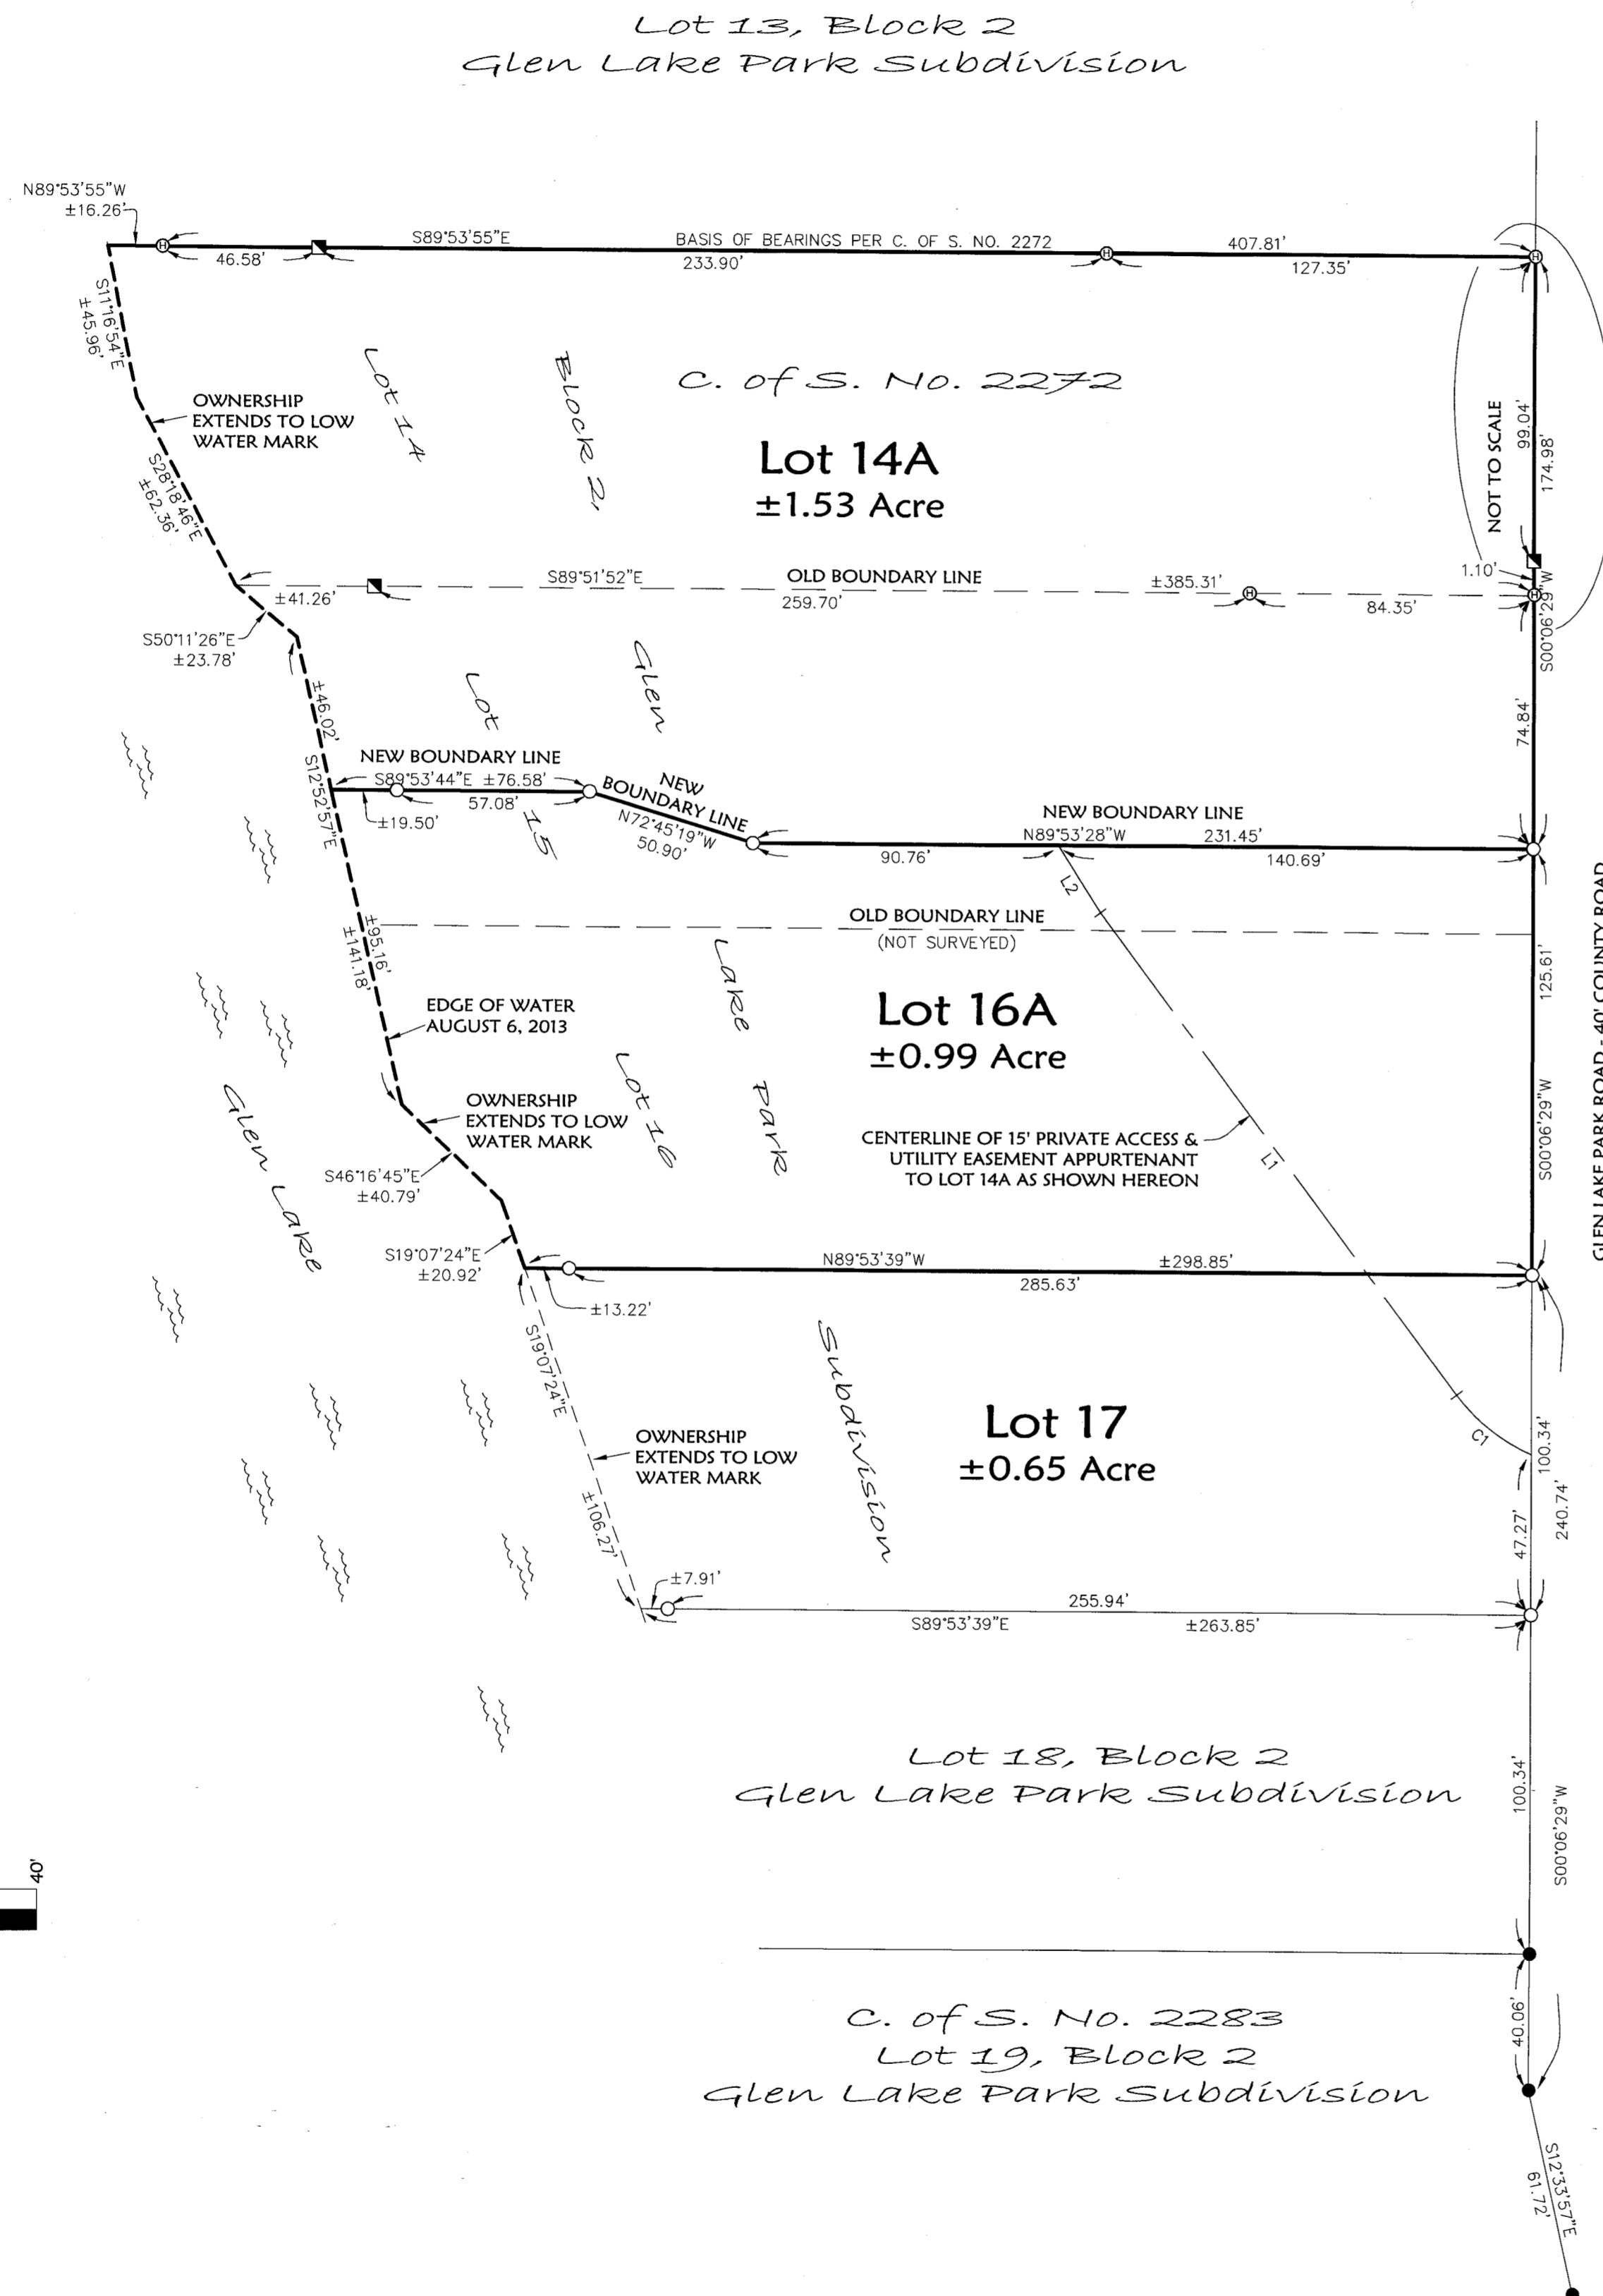 Lot 13, Block 2
Glen Lake Park Subdivision
N89°53'55"W
±16.26'
46.58'
S89°53'55"E
BASIS OF BEARINGS PER C. OF S. NO. 2272
233.90'
407.81'
127.35'
S11°16'54"E
±45.96'
OWNERSHIP
EXTENDS TO LOW
WATER MARK
Lot 14
Block 2,
C. of S. No. 2272
Lot 14A
±1.53 Acre
NOT TO SCALE
99.04'
174.98'
S28°18'46"E
±62.36'
S89°51'52"E
OLD BOUNDARY LINE
±385.31'
1.10'
±41.26'
259.70'
84.35'
S00°06'29"W
S50°11'26"E
±23.78'
Glen
Lot
15
±46.02'
74.84'
S12°52'57"E
NEW BOUNDARY LINE
S89°53'44"E ±76.58'
57.08'
±19.50'
NEW
BOUNDARY LINE
N72°45'19"W
50.90'
NEW BOUNDARY LINE
N89°53'28"W
231.45'
90.76'
140.69'
L2
OLD BOUNDARY LINE
(NOT SURVEYED)
±95.16'
±141.18'
Lake
Park
125.61'
GLEN LAKE PARK ROAD - 40' COUNTY ROAD
EDGE OF WATER
AUGUST 6, 2013
Lot 16A
±0.99 Acre
Lot 16
OWNERSHIP
EXTENDS TO LOW
WATER MARK
Glen Lake
CENTERLINE OF 15' PRIVATE ACCESS &
UTILITY EASEMENT APPURTENANT
TO LOT 14A AS SHOWN HEREON
L1
S00°06'29"W
S46°16'45"E
±40.79'
S19°07'24"E
±20.92'
N89°53'39"W
±298.85'
285.63'
±13.22'
S19°07'24"E
Subdivision
Lot 17
±0.65 Acre
OWNERSHIP
EXTENDS TO LOW
WATER MARK
C1
100.34'
240.74'
47.27'
±106.27'
±7.91'
255.94'
S89°53'39"E
±263.85'
Lot 18, Block 2
Glen Lake Park Subdivision
100.34'
S00°06'29"W
40'
C. of S. No. 2283
Lot 19, Block 2
Glen Lake Park Subdivision
40.06'
S12°33'57"E
61.72'